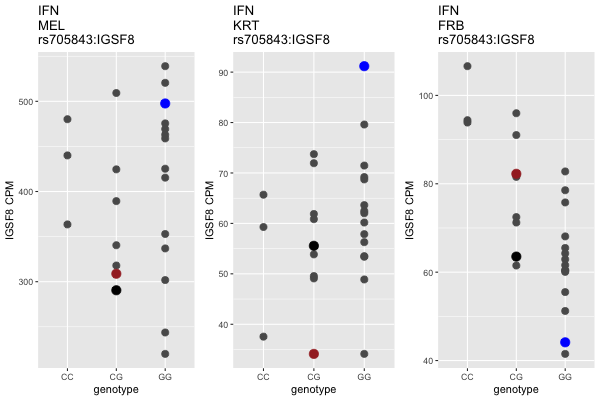 IFN
MEL
rs705843:IGSF8
500
400
300
IGSF8 CPM
CC
CG
GG
genotype
IFN
KRT
rs705843:IGSF8
90
80
70
60
50
40
IGSF8 CPM
CC
CG
GG
genotype
IFN
FRB
rs705843:IGSF8
100
80
60
40
IGSF8 CPM
CC
CG
GG
genotype